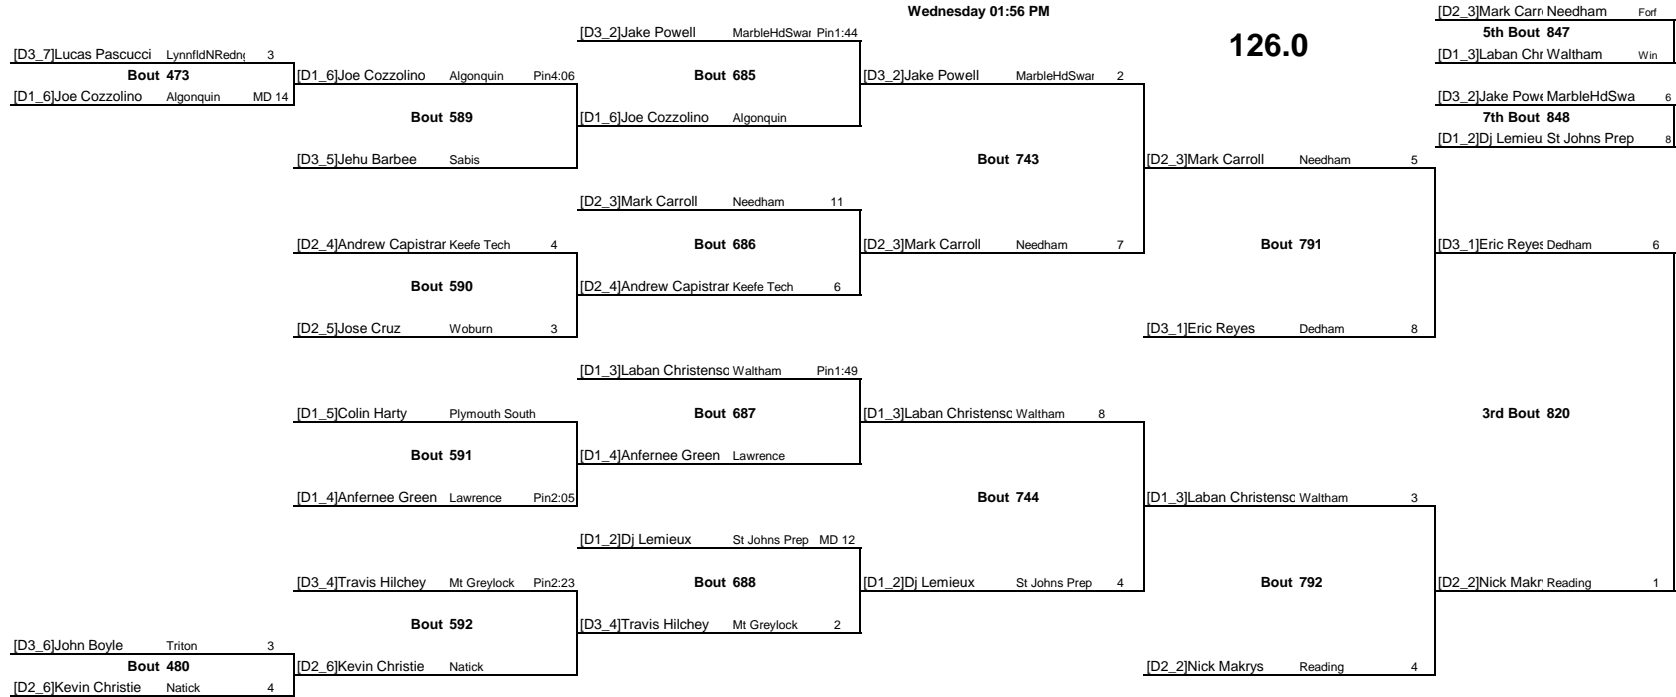 Wednesday 01:56 PM
126.0
[D3_7]Lucas Pascucci LynnfldNRedng 3
Bout 473
[D1_6]Joe Cozzolino Algonquin MD 14
[D3_6]John Boyle Triton 3
Bout 480
[D2_6]Kevin Christie Natick 4
[D1_6]Joe Cozzolino Algonquin Pin4:06
Bout 589
[D3_5]Jehu Barbee Sabis
[D2_4]Andrew Capistrar Keefe Tech 4
Bout 590
[D2_5]Jose Cruz Woburn 3
[D1_5]Colin Harty Plymouth South
Bout 591
[D1_4]Anfernee Green Lawrence Pin2:05
[D3_4]Travis Hilchey Mt Greylock Pin2:23
Bout 592
[D2_6]Kevin Christie Natick
[D3_2]Jake Powell MarbleHdSwar Pin1:44
Bout 685
[D1_6]Joe Cozzolino Algonquin
[D2_3]Mark Carroll Needham 11
Bout 686
[D2_4]Andrew Capistrar Keefe Tech 6
[D1_3]Laban Christensc Waltham Pin1:49
Bout 687
[D1_4]Anfernee Green Lawrence
[D1_2]Dj Lemieux St Johns Prep MD 12
Bout 688
[D3_4]Travis Hilchey Mt Greylock 2
[D3_2]Jake Powell MarbleHdSwar 2
Bout 743
[D2_3]Mark Carroll Needham 7
[D1_3]Laban Christensc Waltham 8
Bout 744
[D1_2]Dj Lemieux St Johns Prep 4
[D2_3]Mark Carroll Needham 5
Bout 791
[D3_1]Eric Reyes Dedham 8
[D1_3]Laban Christensc Waltham 3
Bout 792
[D2_2]Nick Makrys Reading 4
[D2_3]Mark Carr Needham Forf
5th Bout 847
[D1_3]Laban Chr Waltham Win
[D3_2]Jake Powe MarbleHdSwa 6
7th Bout 848
[D1_2]Dj Lemieu St Johns Prep 8
[D3_1]Eric Reyes Dedham 6
3rd Bout 820
[D2_2]Nick Makr Reading 1